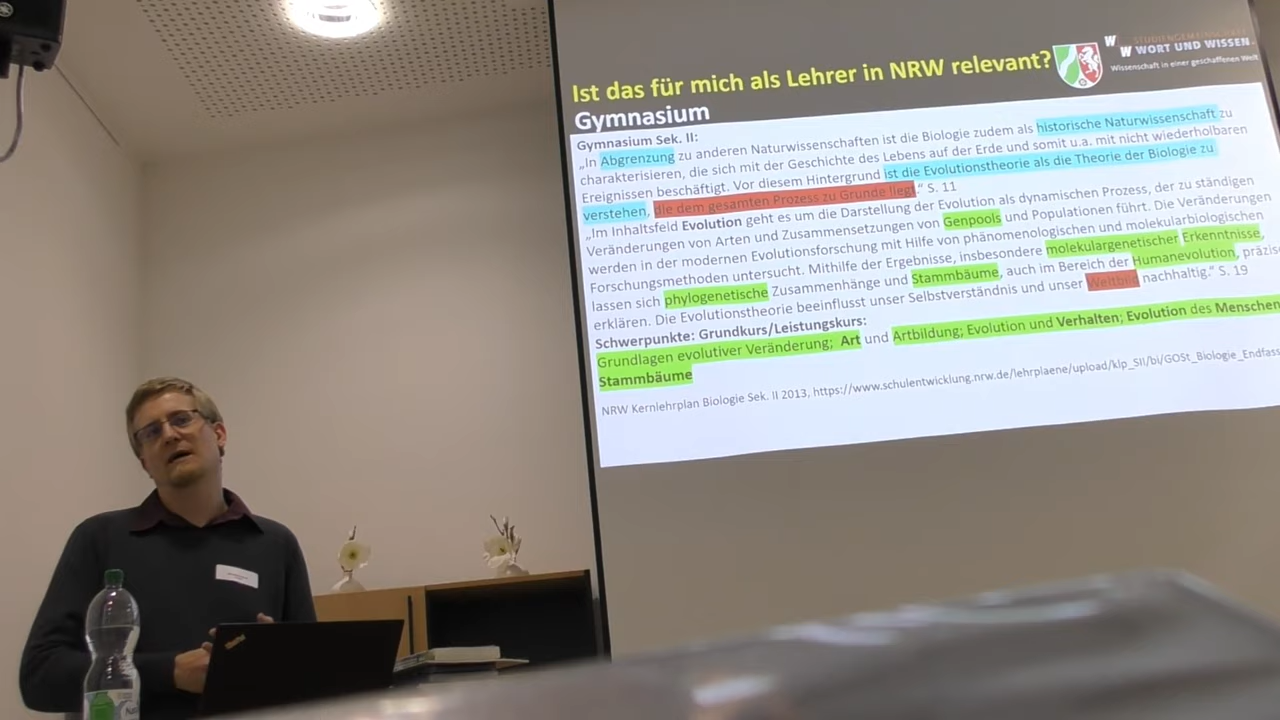 Ist das für mich als Lehrer in NRW relevant?
Gymnasium
STUDIENGEMEINSCHAFT
W
W WORT UND WISSEN.
Wissenschaft in einer geschaffenen Welt
Gymnasium Sek. II:
„In Abgrenzung zu anderen Naturwissenschaften ist die Biologie zudem als historische Naturwissenschaft zu
charakterisieren, die sich mit der Geschichte des Lebens auf der Erde und somit u.a. mit nicht wiederholbaren
Ereignissen beschäftigt. Vor diesem Hintergrund ist die Evolutionstheorie als die Theorie der Biologie zu
verstehen, die dem gesamten Prozess zu Grunde liegt.“ S. 11
„Im Inhaltsfeld Evolution geht es um die Darstellung der Evolution als dynamischen Prozess, der zu ständigen
Veränderungen von Arten und Zusammensetzungen von Genpools und Populationen führt. Die Veränderungen
werden in der modernen Evolutionsforschung mit Hilfe von phänomenologischen und molekularbiologischen
Forschungsmethoden untersucht. Mithilfe der Ergebnisse, insbesondere molekulargenetischer Erkenntnisse,
lassen sich phylogenetische Zusammenhänge und Stammbäume, auch im Bereich der Humanevolution, präzis
erklären. Die Evolutionstheorie beeinflusst unser Selbstverständnis und unser Weltbild nachhaltig.“ S. 19
Schwerpunkte: Grundkurs/Leistungskurs:
Grundlagen evolutiver Veränderung; Art und Artbildung; Evolution und Verhalten; Evolution des Menschen
Stammbäume
NRW Kernlehrplan Biologie Sek. II 2013, https://www.schulentwicklung.nrw.de/lehrplaene/upload/klp_SII/bi/GOSt_Biologie_Endfass
ThinkPad